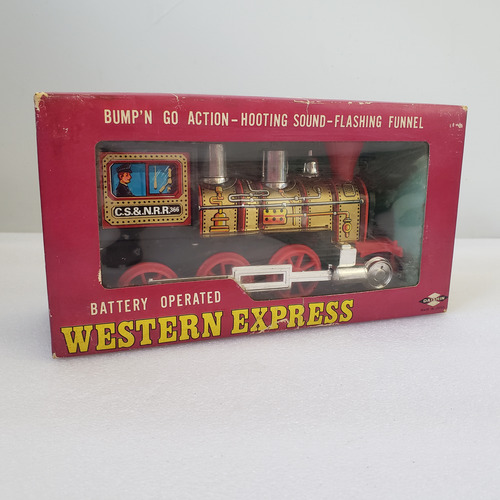 BUMP'N GO ACTION-HOOTING SOUND-FLASHING FUNNEL
C.S.&N.R.R. 366
BATTERY OPERATED
WESTERN EXPRESS